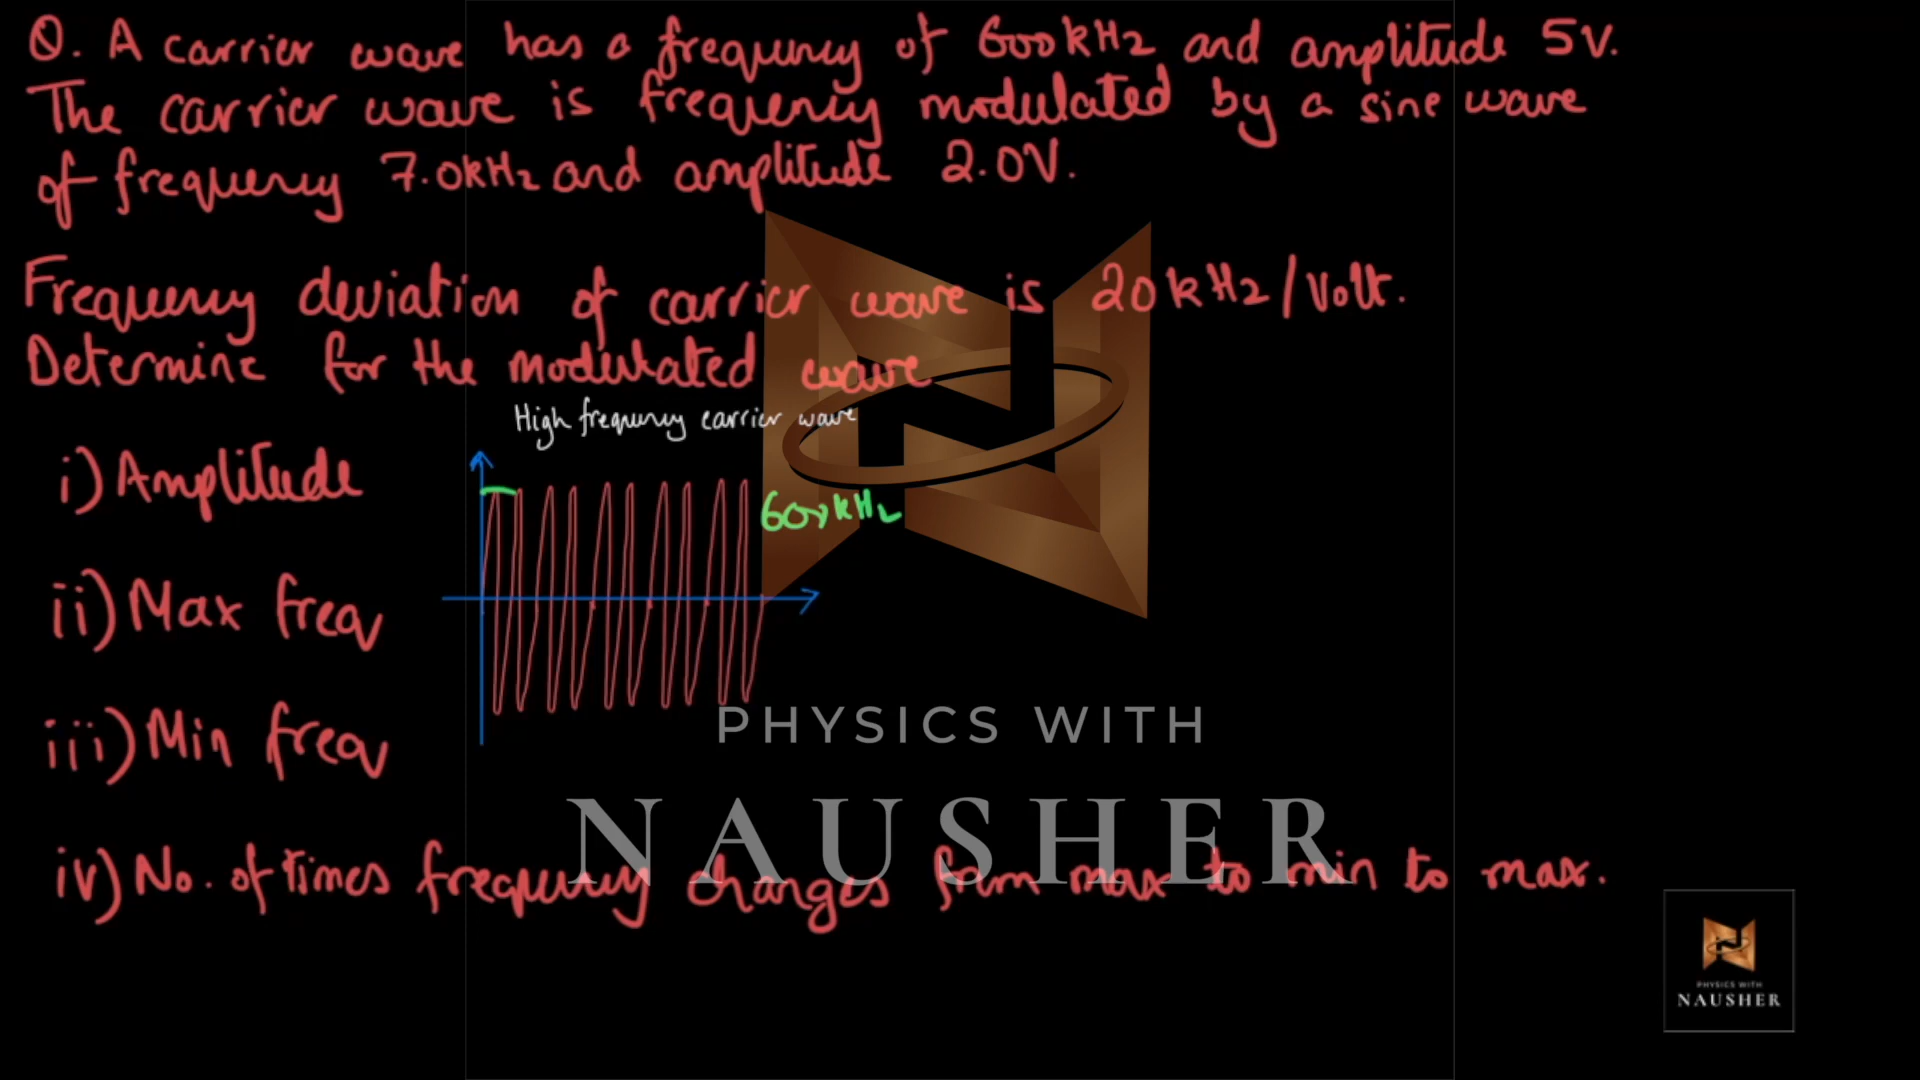 Q. A carrier wave has a frequency of 600kHz and amplitude 5V.
The carrier wave is frequency modulated by a sine wave
of frequency 7.0kHz and amplitude 2.0V.
Frequency deviation of carrier wave is 20kHz/Volt.
Determine for the modulated wave
High frequency carrier wave
i) Amplitude
600kHz
ii) Max freq
iii) Min freq
PHYSICS WITH
NAUSHER
iv) No. of times frequency changes from max to min to max.
PHYSICS WITH
NAUSHER